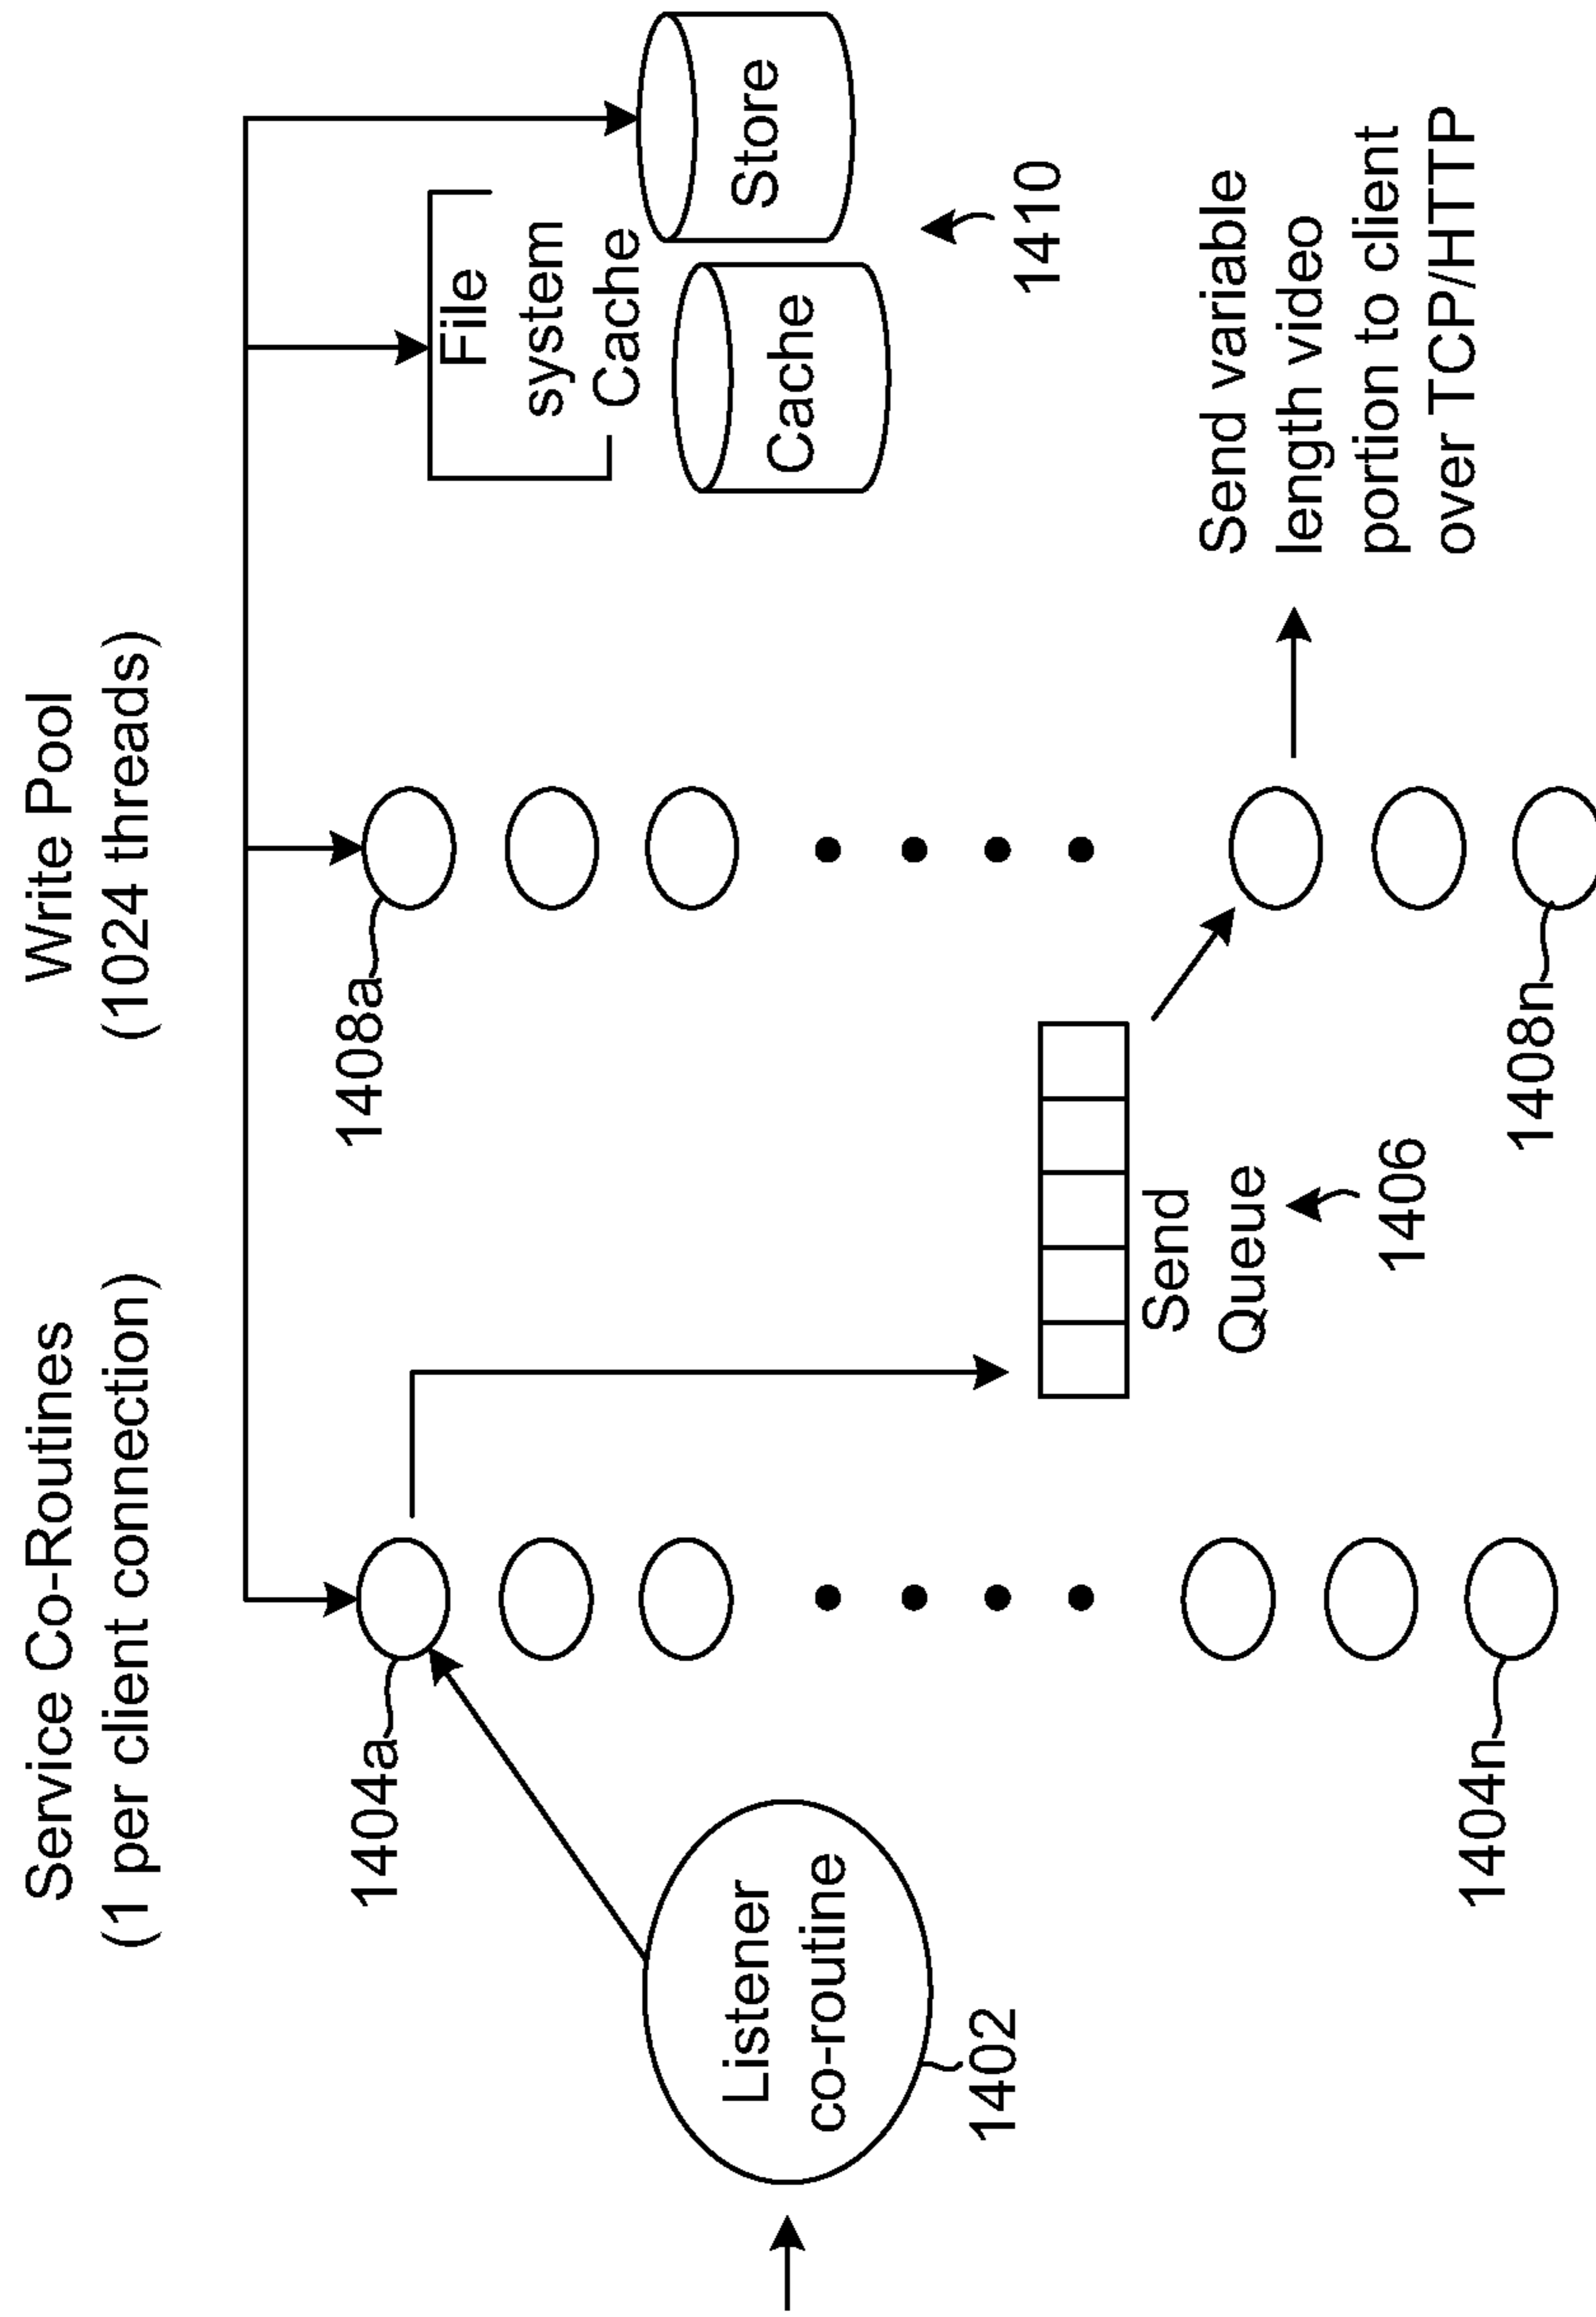 Service Co-Routines
(1 per client connection)
Write Pool
(1024 threads)
1404a
1408a
File
system
Cache
Store
Cache
1410
Listener
co-routine
1402
Send
Queue
1406
Send variable
length video
portion to client
over TCP/HTTP
1404n
1408n